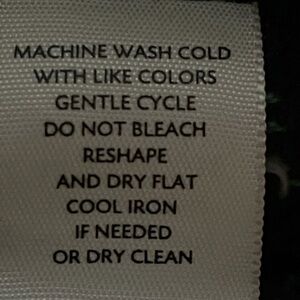 MACHINE WASH COLD
WITH LIKE COLORS
GENTLE CYCLE
DO NOT BLEACH
RESHAPE
AND DRY FLAT
COOL IRON
IF NEEDED
OR DRY CLEAN